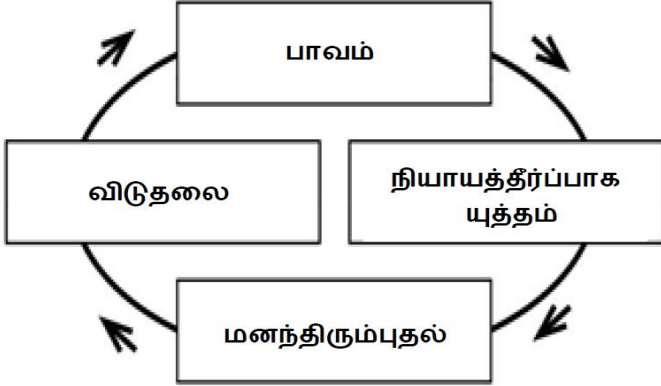 பாவம்
விடுதலை
நியாயத்தீர்ப்பாக
யுத்தம்
மனந்திரும்புதல்